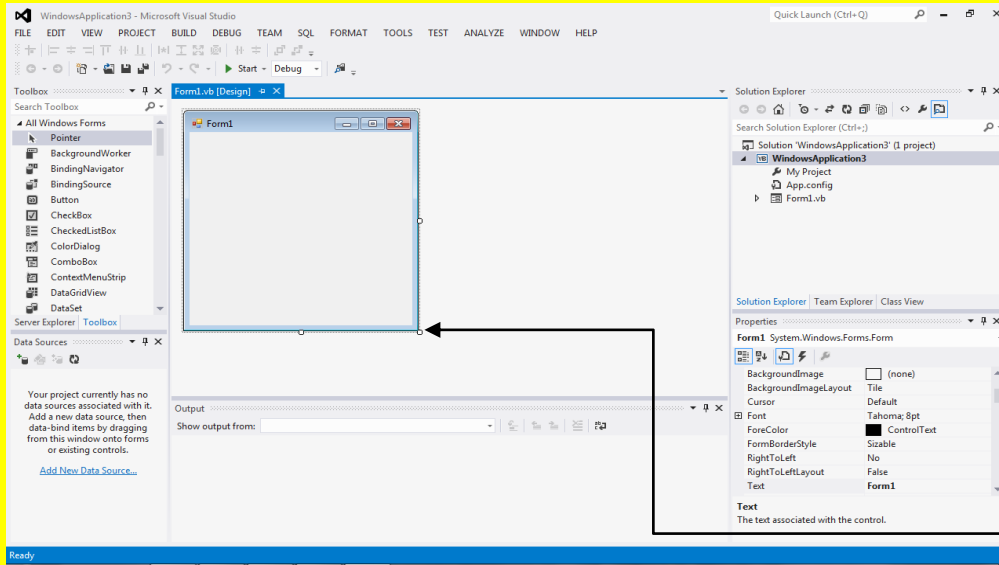 WindowsApplication3 - Microsoft Visual Studio
Quick Launch (Ctrl+Q)
FILE EDIT VIEW PROJECT BUILD DEBUG TEAM SQL FORMAT TOOLS TEST ANALYZE WINDOW HELP
Start Debug
Toolbox
Search Toolbox
All Windows Forms
Pointer
BackgroundWorker
BindingNavigator
BindingSource
Button
CheckBox
CheckedListBox
ColorDialog
ComboBox
ContextMenuStrip
DataGridView
DataSet
Server Explorer Toolbox
Data Sources
Your project currently has no
data sources associated with it.
Add a new data source, then
data-bind items by dragging
from this window onto forms
or existing controls.
Add New Data Source...
Form1.vb [Design]
Form1
Output
Show output from:
Solution Explorer
Search Solution Explorer (Ctrl+;)
Solution 'WindowsApplication3' (1 project)
VB WindowsApplication3
My Project
App.config
Form1.vb
Solution Explorer Team Explorer Class View
Properties
Form1 System.Windows.Forms.Form
BackgroundImage (none)
BackgroundImageLayout Tile
Cursor Default
Font Tahoma; 8pt
ForeColor ControlText
FormBorderStyle Sizable
RightToLeft No
RightToLeftLayout False
Text Form1
Text
The text associated with the control.
Ready